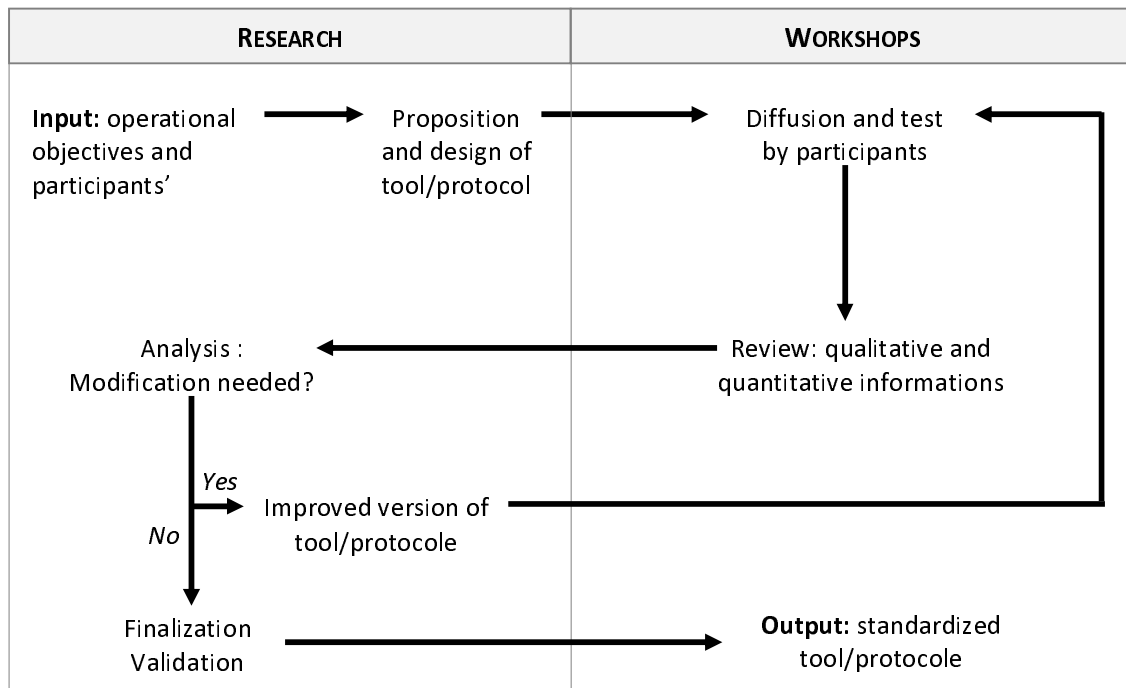 RESEARCH
WORKSHOPS
Input: operational
objectives and
participants’
Proposition
and design of
tool/protocol
Diffusion and test
by participants
Review: qualitative and
quantitative informations
Analysis :
Modification needed?
Yes
No
Improved version of
tool/protocole
Finalization
Validation
Output: standardized
tool/protocole